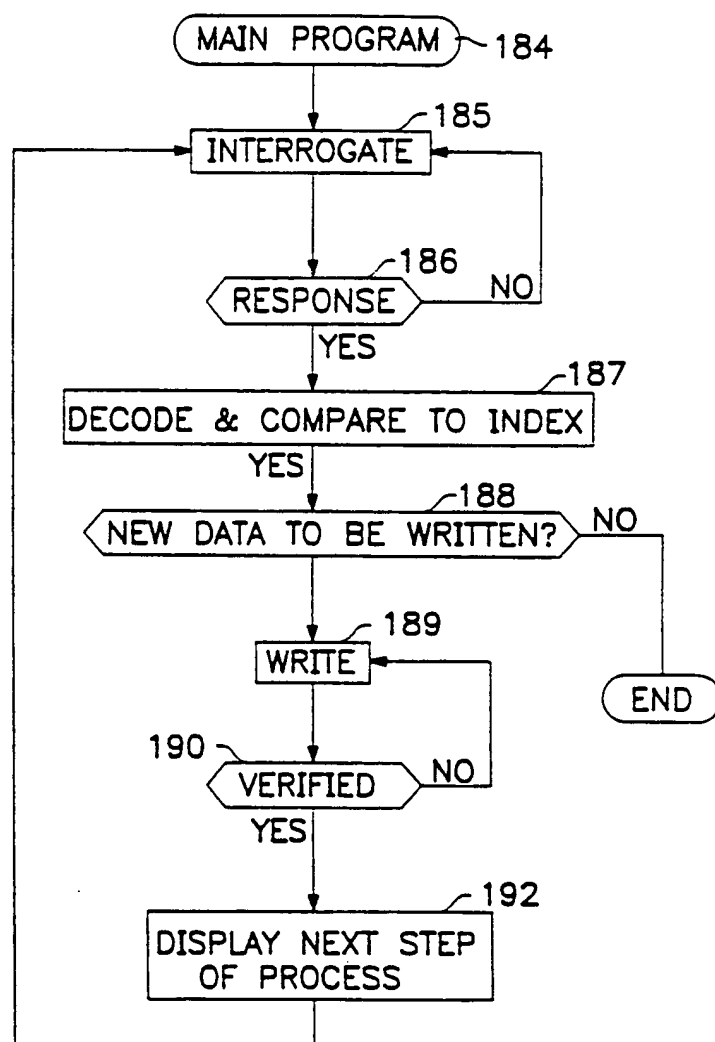 MAIN PROGRAM
184
185
INTERROGATE
186
RESPONSE
NO
YES
187
DECODE & COMPARE TO INDEX
YES
188
NEW DATA TO BE WRITTEN?
NO
189
WRITE
END
190
VERIFIED
NO
YES
192
DISPLAY NEXT STEP
OF PROCESS